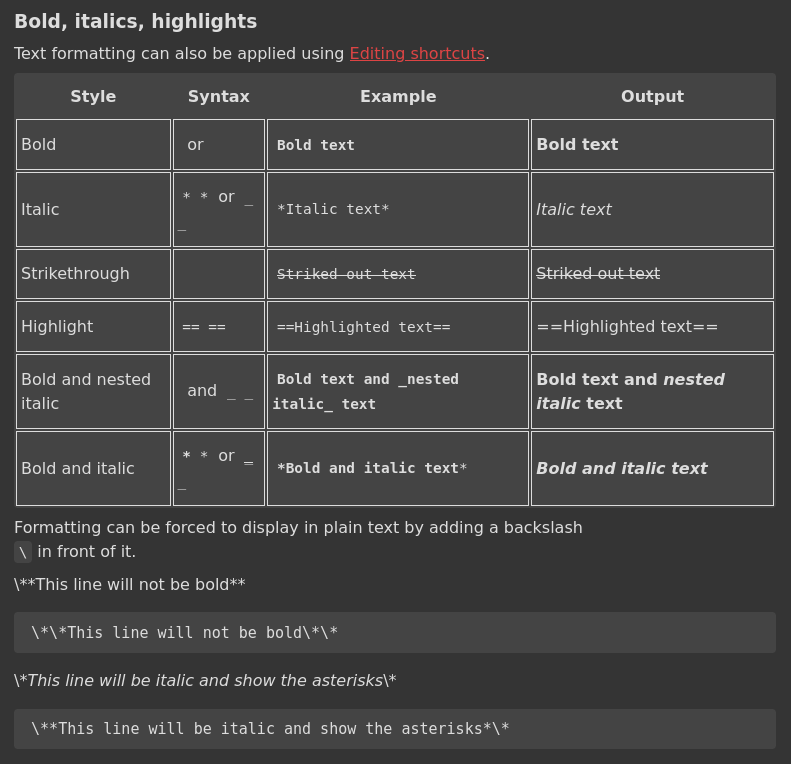 Bold, italics, highlights
Text formatting can also be applied using Editing shortcuts.
Style Syntax Example Output
Bold or Bold text Bold text
Italic * * or _ _ *Italic text* Italic text
Strikethrough Striked out text Striked out text
Highlight == == ==Highlighted text== ==Highlighted text==
Bold and nested italic and _ _ Bold text and _nested italic_ text Bold text and nested italic text
Bold and italic * * or _ _ *Bold and italic text* Bold and italic text
Formatting can be forced to display in plain text by adding a backslash
\ in front of it.
\**This line will not be bold**
\*\*This line will not be bold\*\*
\*This line will be italic and show the asterisks\*
\**This line will be italic and show the asterisks*\*